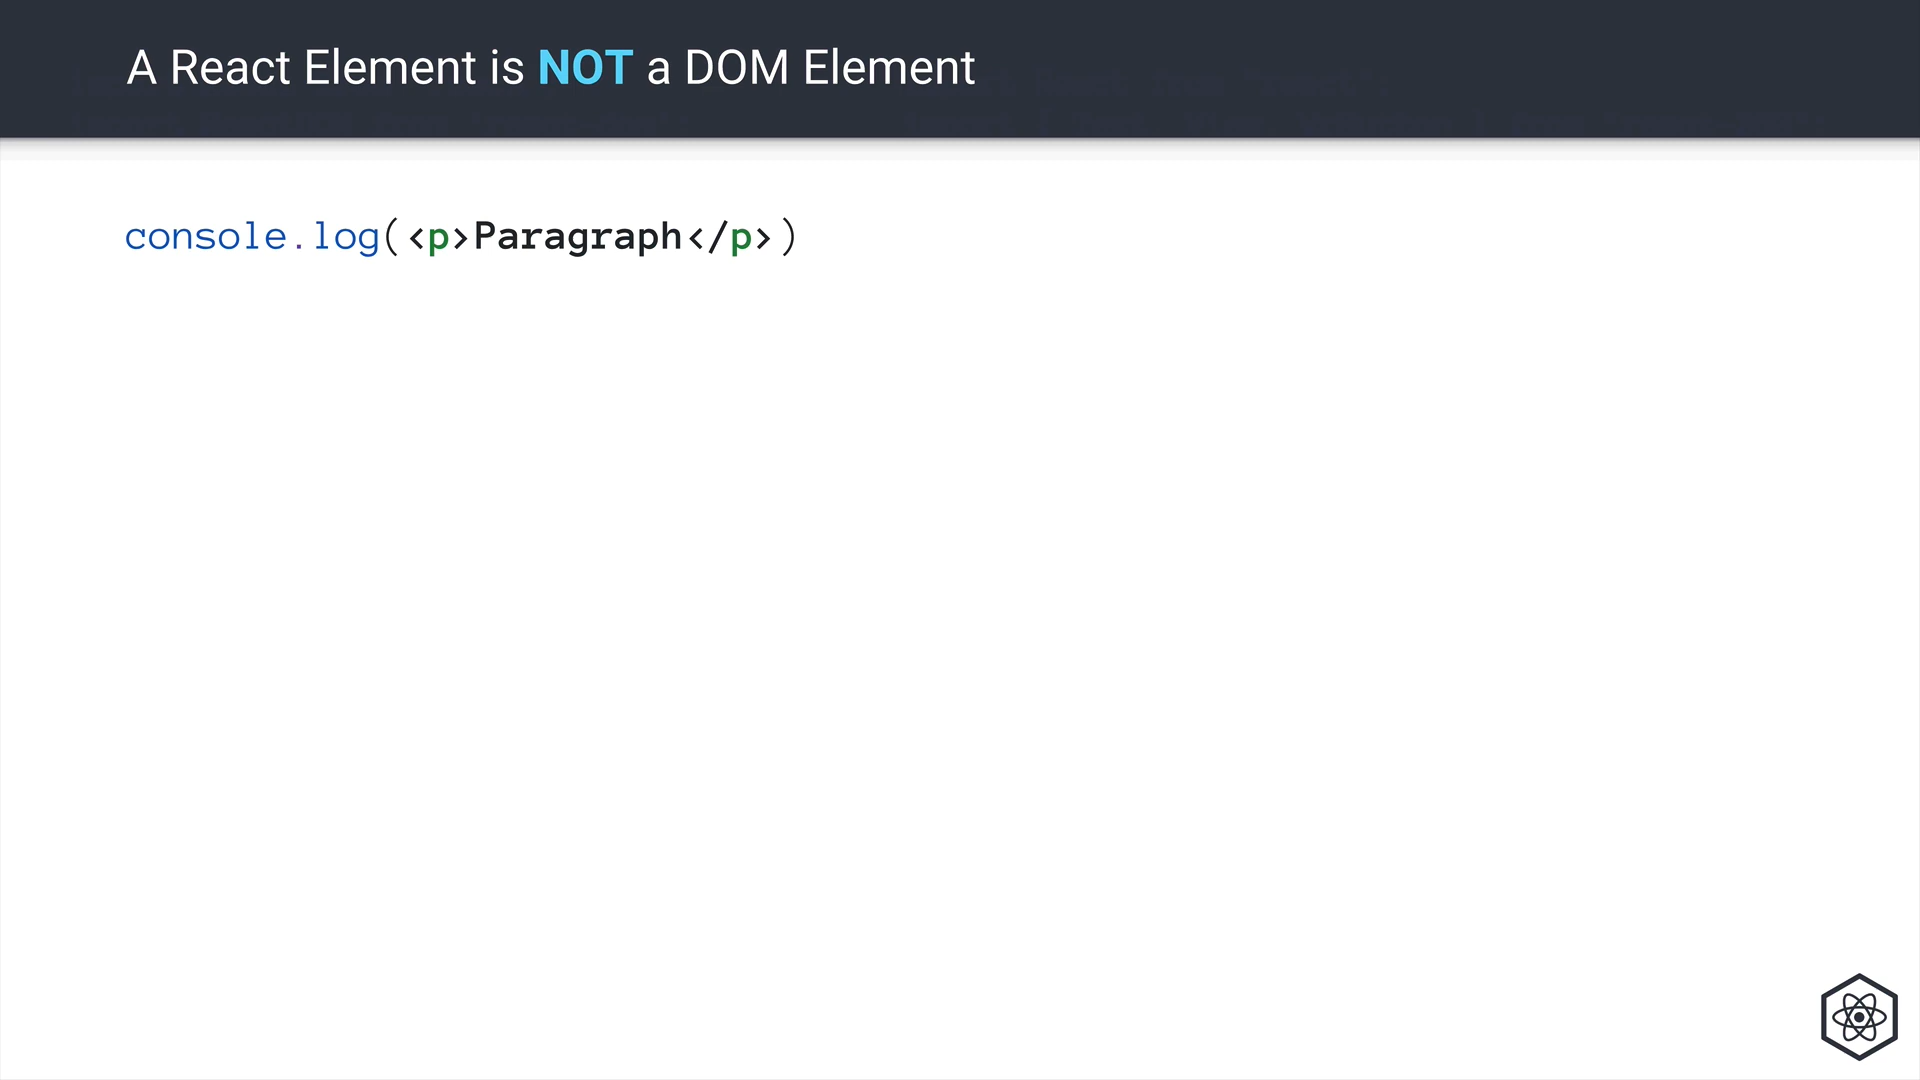 A React Element is NOT a DOM Element
console.log(<p>Paragraph</p>)